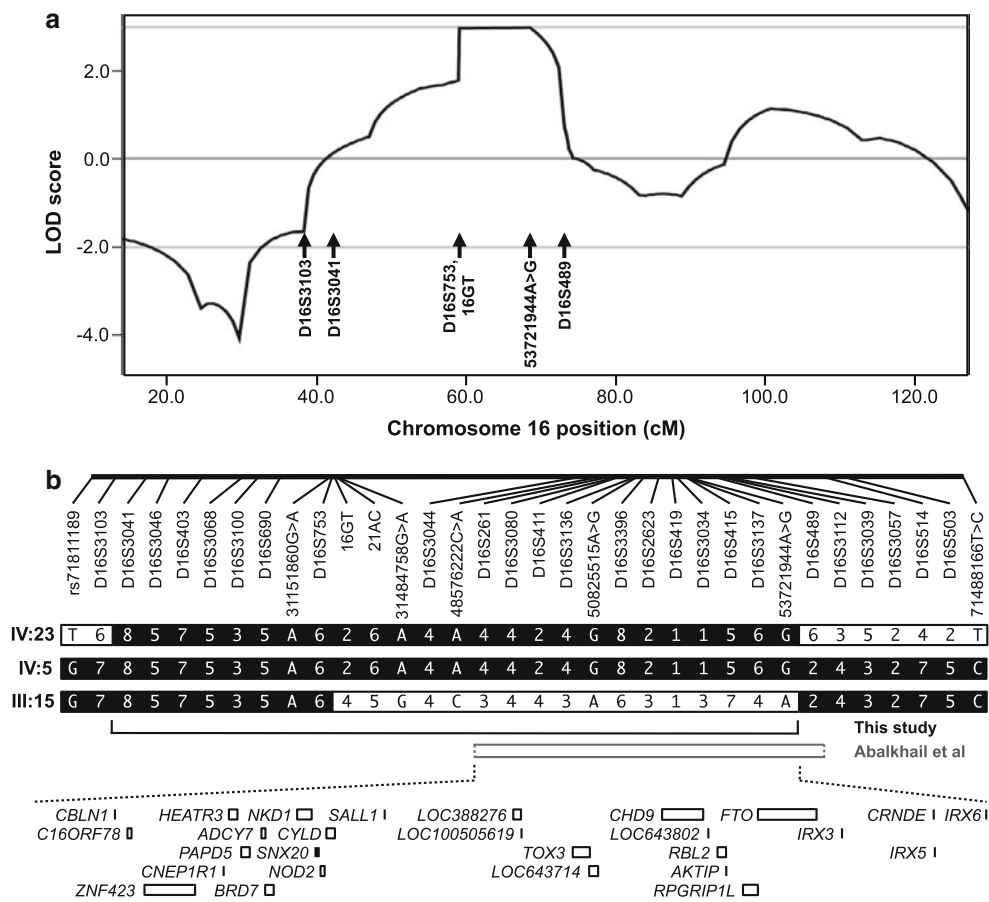 a
LOD score
2.0
0.0
-2.0
-4.0
D16S3103
D16S3041
D16S753,
16GT
53721944A>G
D16S489
20.0 40.0 60.0 80.0 100.0 120.0
Chromosome 16 position (cM)
b
rs71811189
D16S3103
D16S3041
D16S3046
D16S403
D16S3068
D16S3100
D16S690
31151860G>A
D16S753
16GT
21AC
31484758G>A
D16S3044
48576222C>A
D16S261
D16S3080
D16S411
D16S3136
50825515A>G
D16S3396
D16S2623
D16S419
D16S3034
D16S415
D16S3137
53721944A>G
D16S489
D16S3112
D16S3039
D16S3057
D16S514
D16S503
71488166T>C
IV:23 T 6 8 5 7 5 3 5 A 6 2 6 A 4 A 4 4 2 4 G 8 2 1 1 5 6 G 6 3 5 2 4 2 T
IV:5 G 7 8 5 7 5 3 5 A 6 2 6 A 4 A 4 4 2 4 G 8 2 1 1 5 6 G 2 4 3 2 7 5 C
III:15 G 7 8 5 7 5 3 5 A 6 4 5 G 4 C 3 4 4 3 A 6 3 1 3 7 4 A 2 4 3 2 7 5 C
This study
Abalkhail et al
CBLN1 HEATR3 NKD1 SALL1 LOC388276 CHD9 FTO CRNDE IRX6
C16ORF78 ADCY7 CYLD LOC100505619 LOC643802 IRX3
PAPD5 SNX20 TOX3 RBL2 IRX5
CNEP1R1 NOD2 LOC643714 AKTIP
ZNF423 BRD7 RPGRIP1L